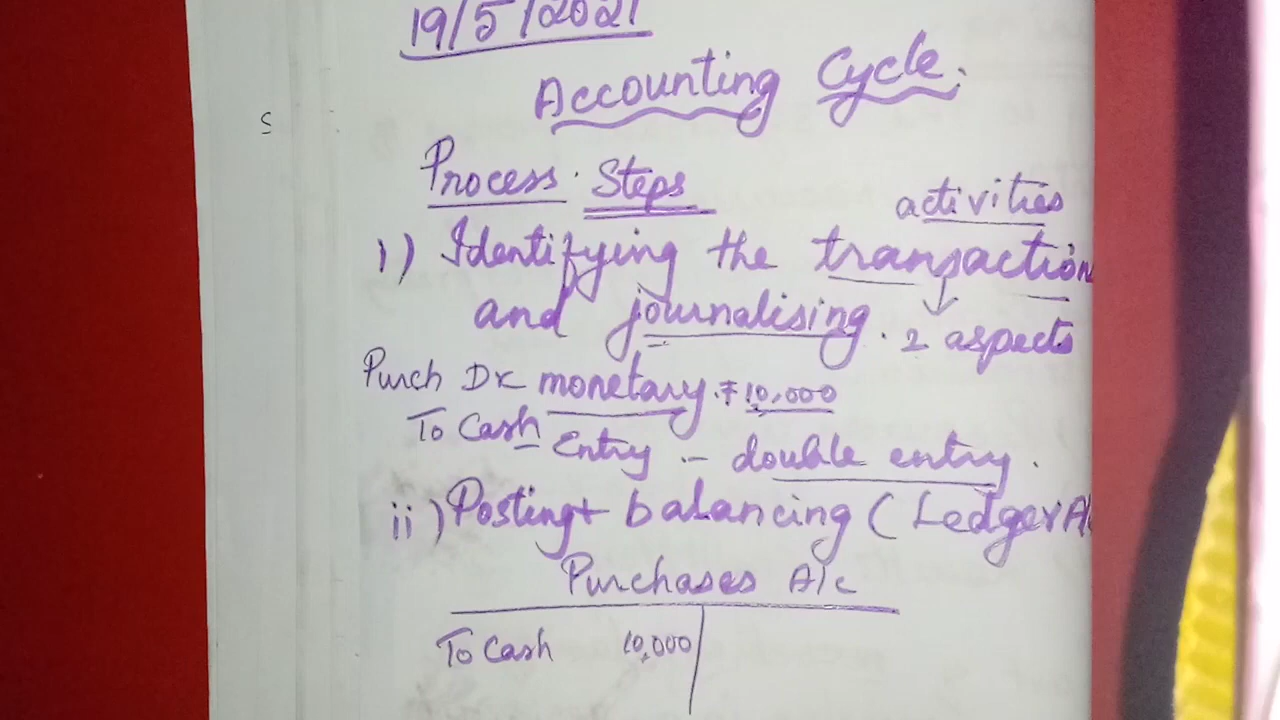 19/5/2021
Accounting Cycle.
Process. Steps
activities
i) Identifying the transaction
and journalising. 2 aspects
Purch Dr monetary. ₹ 10,000
To Cash Entry :- double entry.
ii) Posting + balancing (Ledger A/
Purchases A/c
To Cash 10,000
S